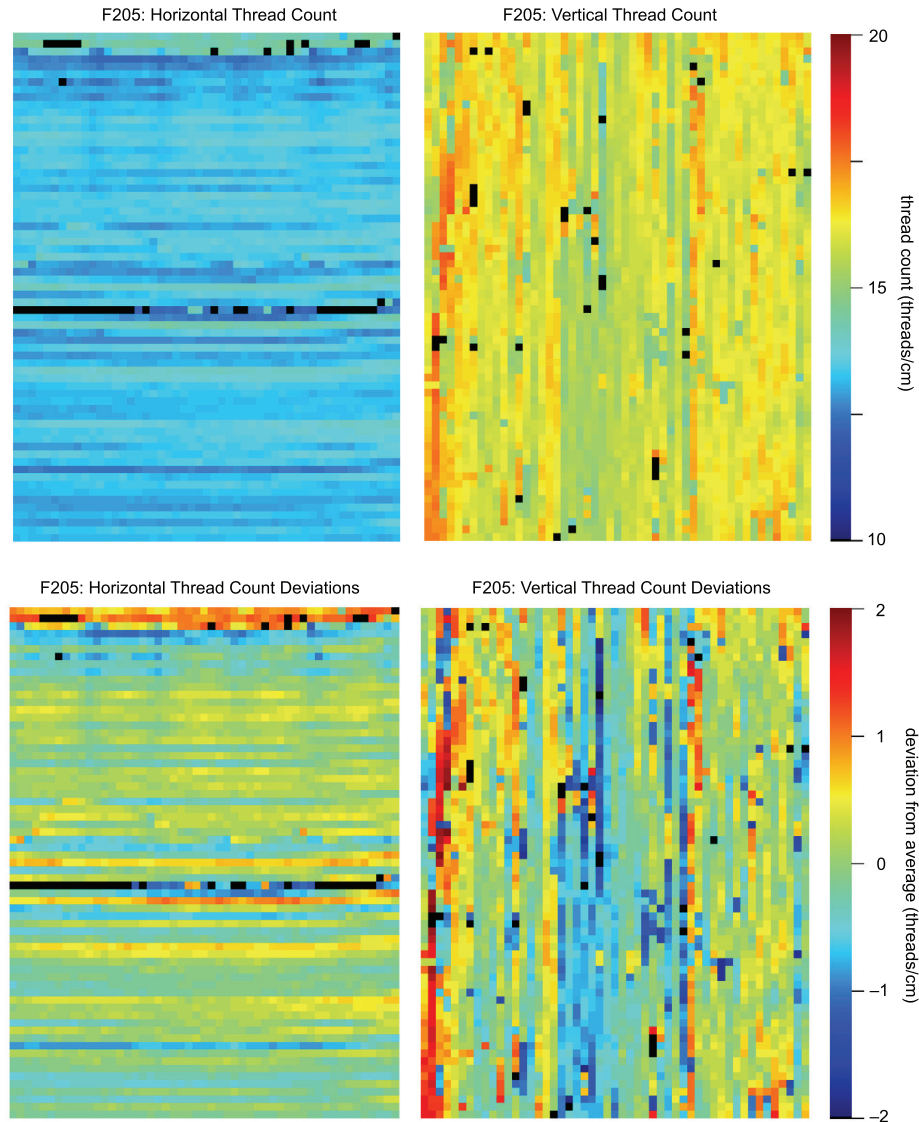 F205: Horizontal Thread Count
F205: Vertical Thread Count
20
15
10
thread count (threads/cm)
F205: Horizontal Thread Count Deviations
F205: Vertical Thread Count Deviations
2
1
0
–1
–2
deviation from average (threads/cm)